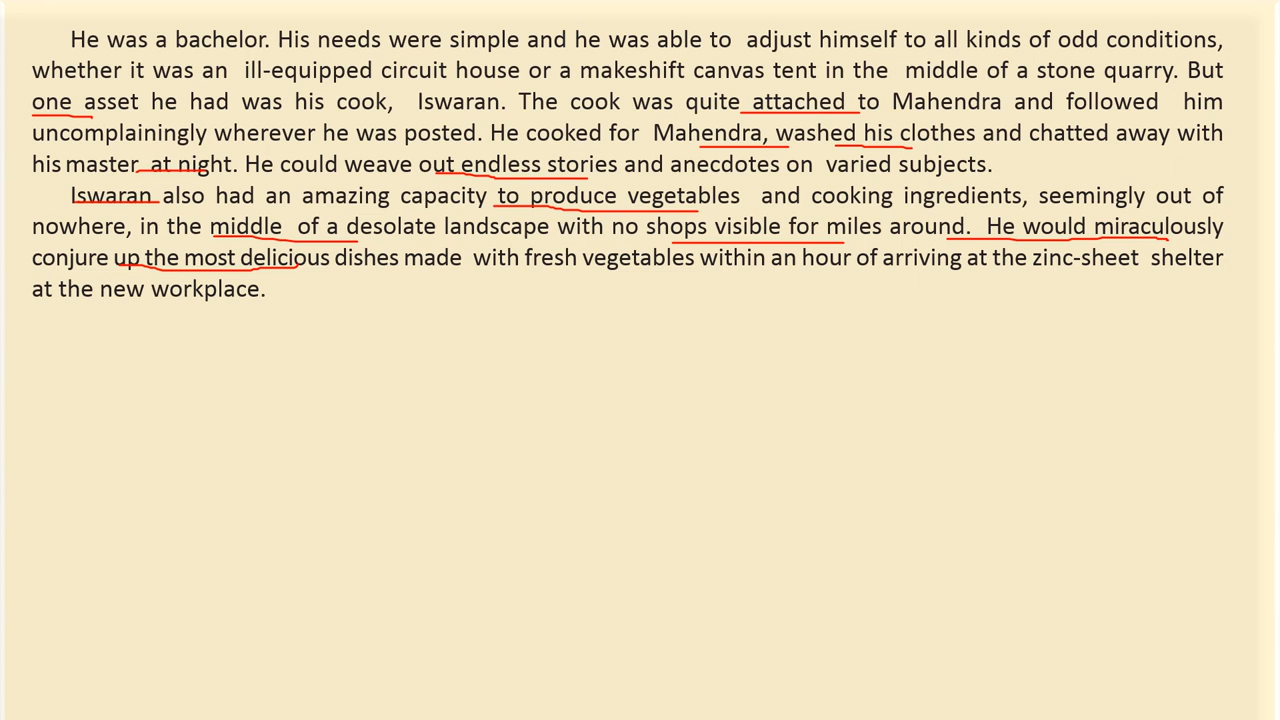 He was a bachelor. His needs were simple and he was able to adjust himself to all kinds of odd conditions,
whether it was an ill-equipped circuit house or a makeshift canvas tent in the middle of a stone quarry. But
one asset he had was his cook, Iswaran. The cook was quite attached to Mahendra and followed him
uncomplainingly wherever he was posted. He cooked for Mahendra, washed his clothes and chatted away with
his master at night. He could weave out endless stories and anecdotes on varied subjects.
Iswaran also had an amazing capacity to produce vegetables and cooking ingredients, seemingly out of
nowhere, in the middle of a desolate landscape with no shops visible for miles around. He would miraculously
conjure up the most delicious dishes made with fresh vegetables within an hour of arriving at the zinc-sheet shelter
at the new workplace.